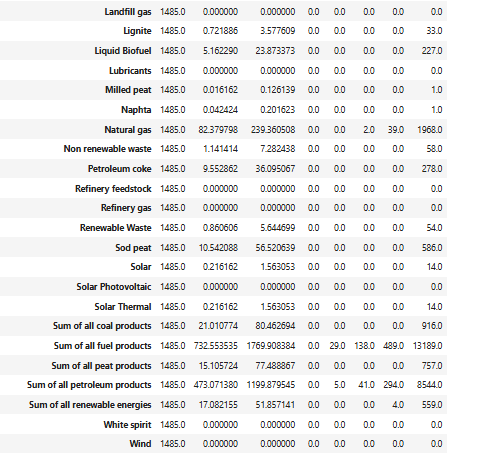 Landfill gas 1485.0 0.000000 0.000000 0.0 0.0 0.0 0.0 0.0
Lignite 1485.0 0.721886 3.577609 0.0 0.0 0.0 0.0 33.0
Liquid Biofuel 1485.0 5.162290 23.873373 0.0 0.0 0.0 0.0 227.0
Lubricants 1485.0 0.000000 0.000000 0.0 0.0 0.0 0.0 0.0
Milled peat 1485.0 0.016162 0.126139 0.0 0.0 0.0 0.0 1.0
Naphta 1485.0 0.042424 0.201623 0.0 0.0 0.0 0.0 1.0
Natural gas 1485.0 82.379798 239.360508 0.0 0.0 2.0 39.0 1968.0
Non renewable waste 1485.0 1.141414 7.282438 0.0 0.0 0.0 0.0 58.0
Petroleum coke 1485.0 9.552862 36.095067 0.0 0.0 0.0 0.0 278.0
Refinery feedstock 1485.0 0.000000 0.000000 0.0 0.0 0.0 0.0 0.0
Refinery gas 1485.0 0.000000 0.000000 0.0 0.0 0.0 0.0 0.0
Renewable Waste 1485.0 0.860606 5.644699 0.0 0.0 0.0 0.0 54.0
Sod peat 1485.0 10.542088 56.520639 0.0 0.0 0.0 0.0 586.0
Solar 1485.0 0.216162 1.563053 0.0 0.0 0.0 0.0 14.0
Solar Photovoltaic 1485.0 0.000000 0.000000 0.0 0.0 0.0 0.0 0.0
Solar Thermal 1485.0 0.216162 1.563053 0.0 0.0 0.0 0.0 14.0
Sum of all coal products 1485.0 21.010774 80.462694 0.0 0.0 0.0 0.0 916.0
Sum of all fuel products 1485.0 732.553535 1769.908384 0.0 29.0 138.0 489.0 13189.0
Sum of all peat products 1485.0 15.105724 77.488867 0.0 0.0 0.0 0.0 757.0
Sum of all petroleum products 1485.0 473.071380 1199.879545 0.0 5.0 41.0 294.0 8544.0
Sum of all renewable energies 1485.0 17.082155 51.857141 0.0 0.0 0.0 4.0 559.0
White spirit 1485.0 0.000000 0.000000 0.0 0.0 0.0 0.0 0.0
Wind 1485.0 0.000000 0.000000 0.0 0.0 0.0 0.0 0.0